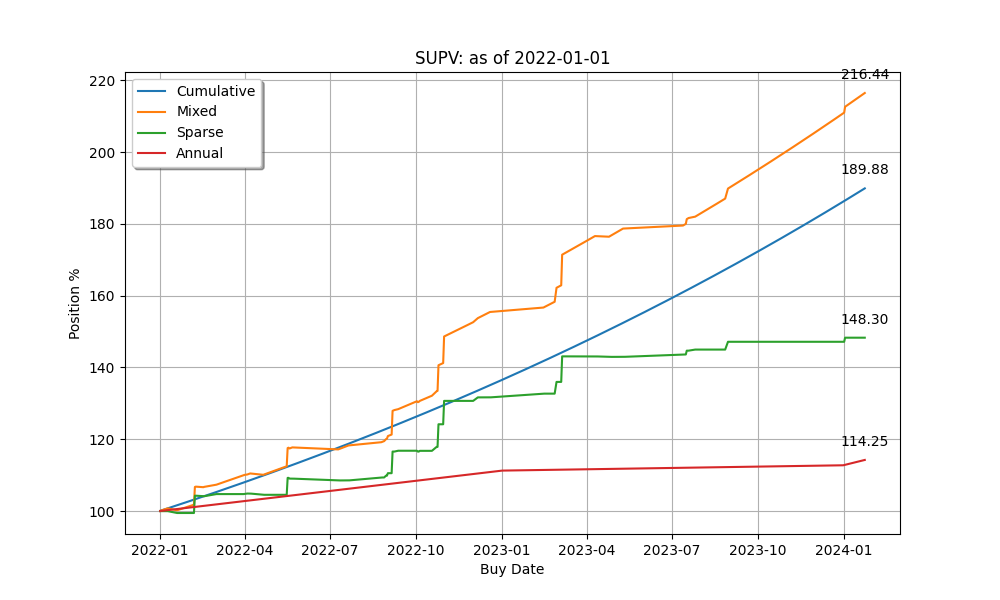 SUPV: as of 2022-01-01
216.44
189.88
148.30
114.25
Cumulative
Mixed
Sparse
Annual
220
200
180
160
140
120
100
Position %
2022-01 2022-04 2022-07 2022-10 2023-01 2023-04 2023-07 2023-10 2024-01
Buy Date